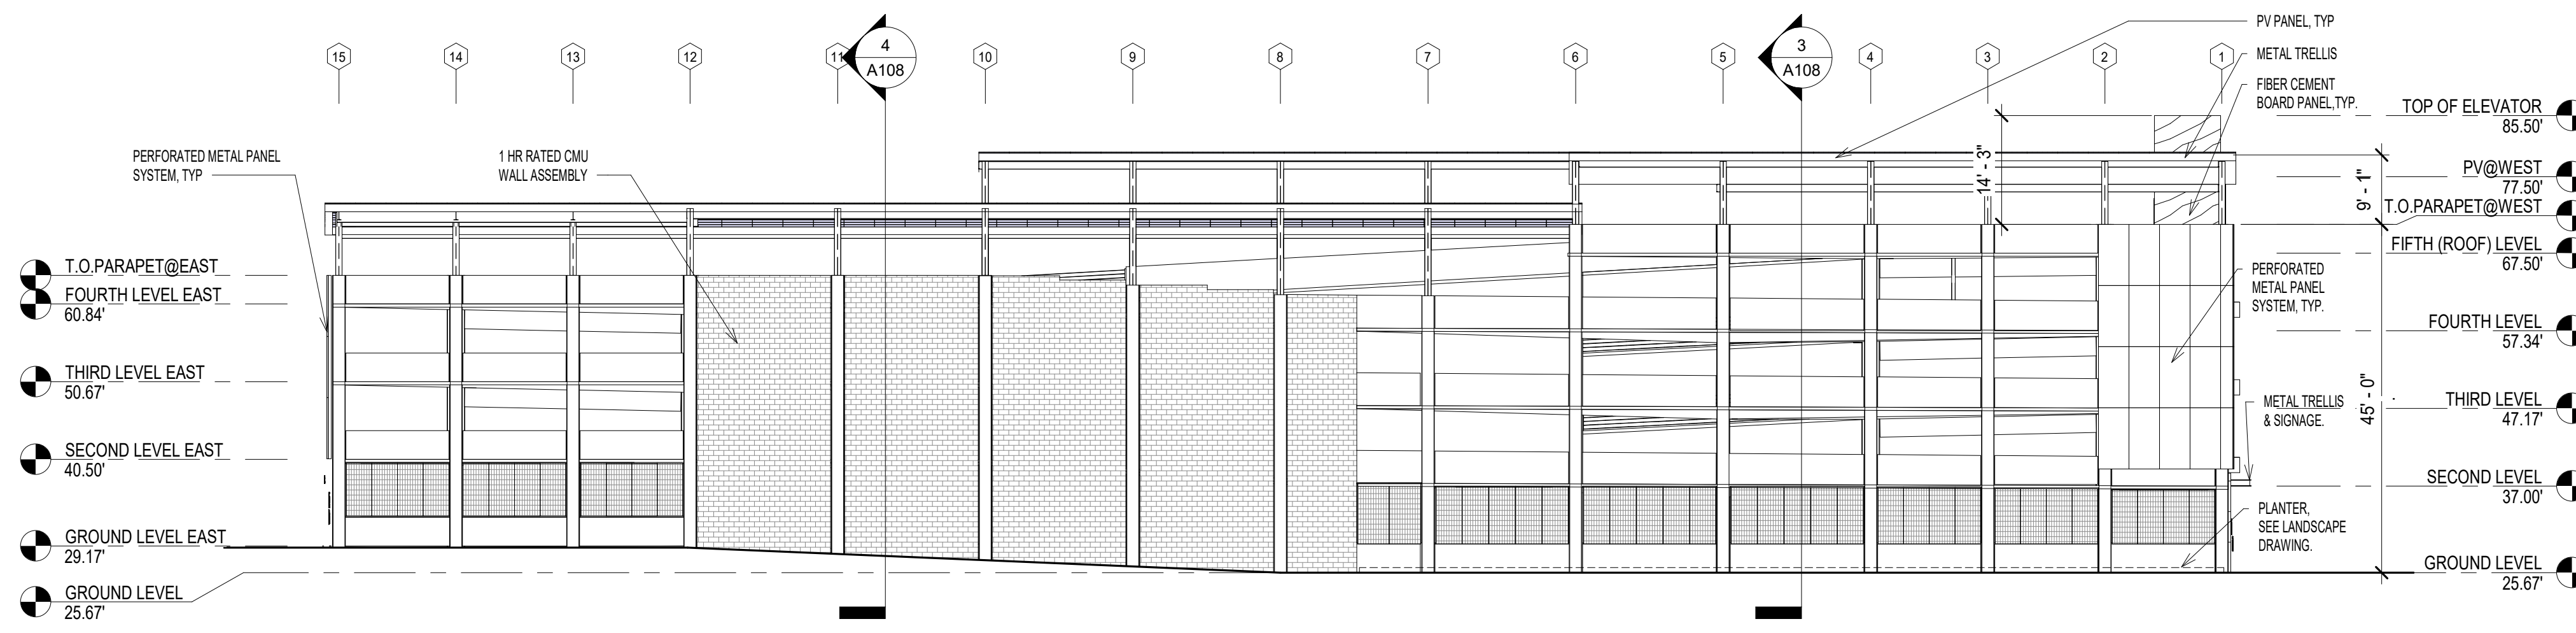 15
14
13
12
11
4
A108
10
9
8
7
6
5
3
A108
4
3
2
1
PV PANEL, TYP
METAL TRELLIS
FIBER CEMENT
BOARD PANEL,TYP.
PERFORATED METAL PANEL
SYSTEM, TYP
1 HR RATED CMU
WALL ASSEMBLY
14' - 3"
9' - 1"
45' - 0"
TOP OF ELEVATOR
85.50'
PV@WEST
77.50'
T.O.PARAPET@WEST
FIFTH (ROOF) LEVEL
67.50'
PERFORATED
METAL PANEL
SYSTEM, TYP.
FOURTH LEVEL
57.34'
METAL TRELLIS
& SIGNAGE.
THIRD LEVEL
47.17'
SECOND LEVEL
37.00'
PLANTER,
SEE LANDSCAPE
DRAWING.
GROUND LEVEL
25.67'
T.O.PARAPET@EAST
FOURTH LEVEL EAST
60.84'
THIRD LEVEL EAST
50.67'
SECOND LEVEL EAST
40.50'
GROUND LEVEL EAST
29.17'
GROUND LEVEL
25.67'